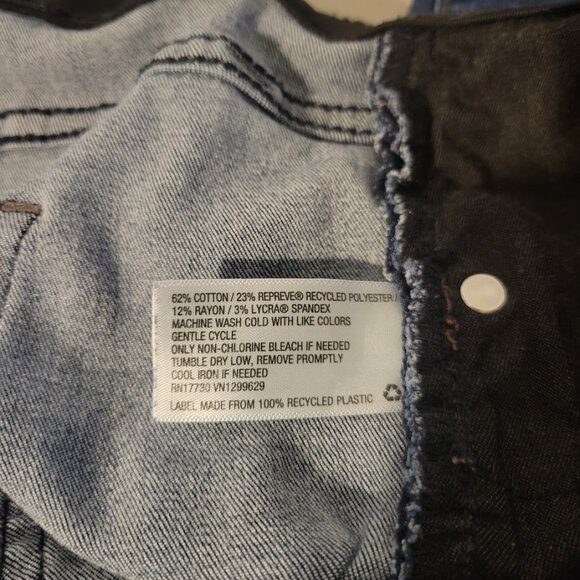 62% COTTON / 23% REPREVE® RECYCLED POLYESTER /
12% RAYON / 3% LYCRA® SPANDEX
MACHINE WASH COLD WITH LIKE COLORS
GENTLE CYCLE
ONLY NON-CHLORINE BLEACH IF NEEDED
TUMBLE DRY LOW, REMOVE PROMPTLY
COOL IRON IF NEEDED
RN17730 VN1299629
LABEL MADE FROM 100% RECYCLED PLASTIC